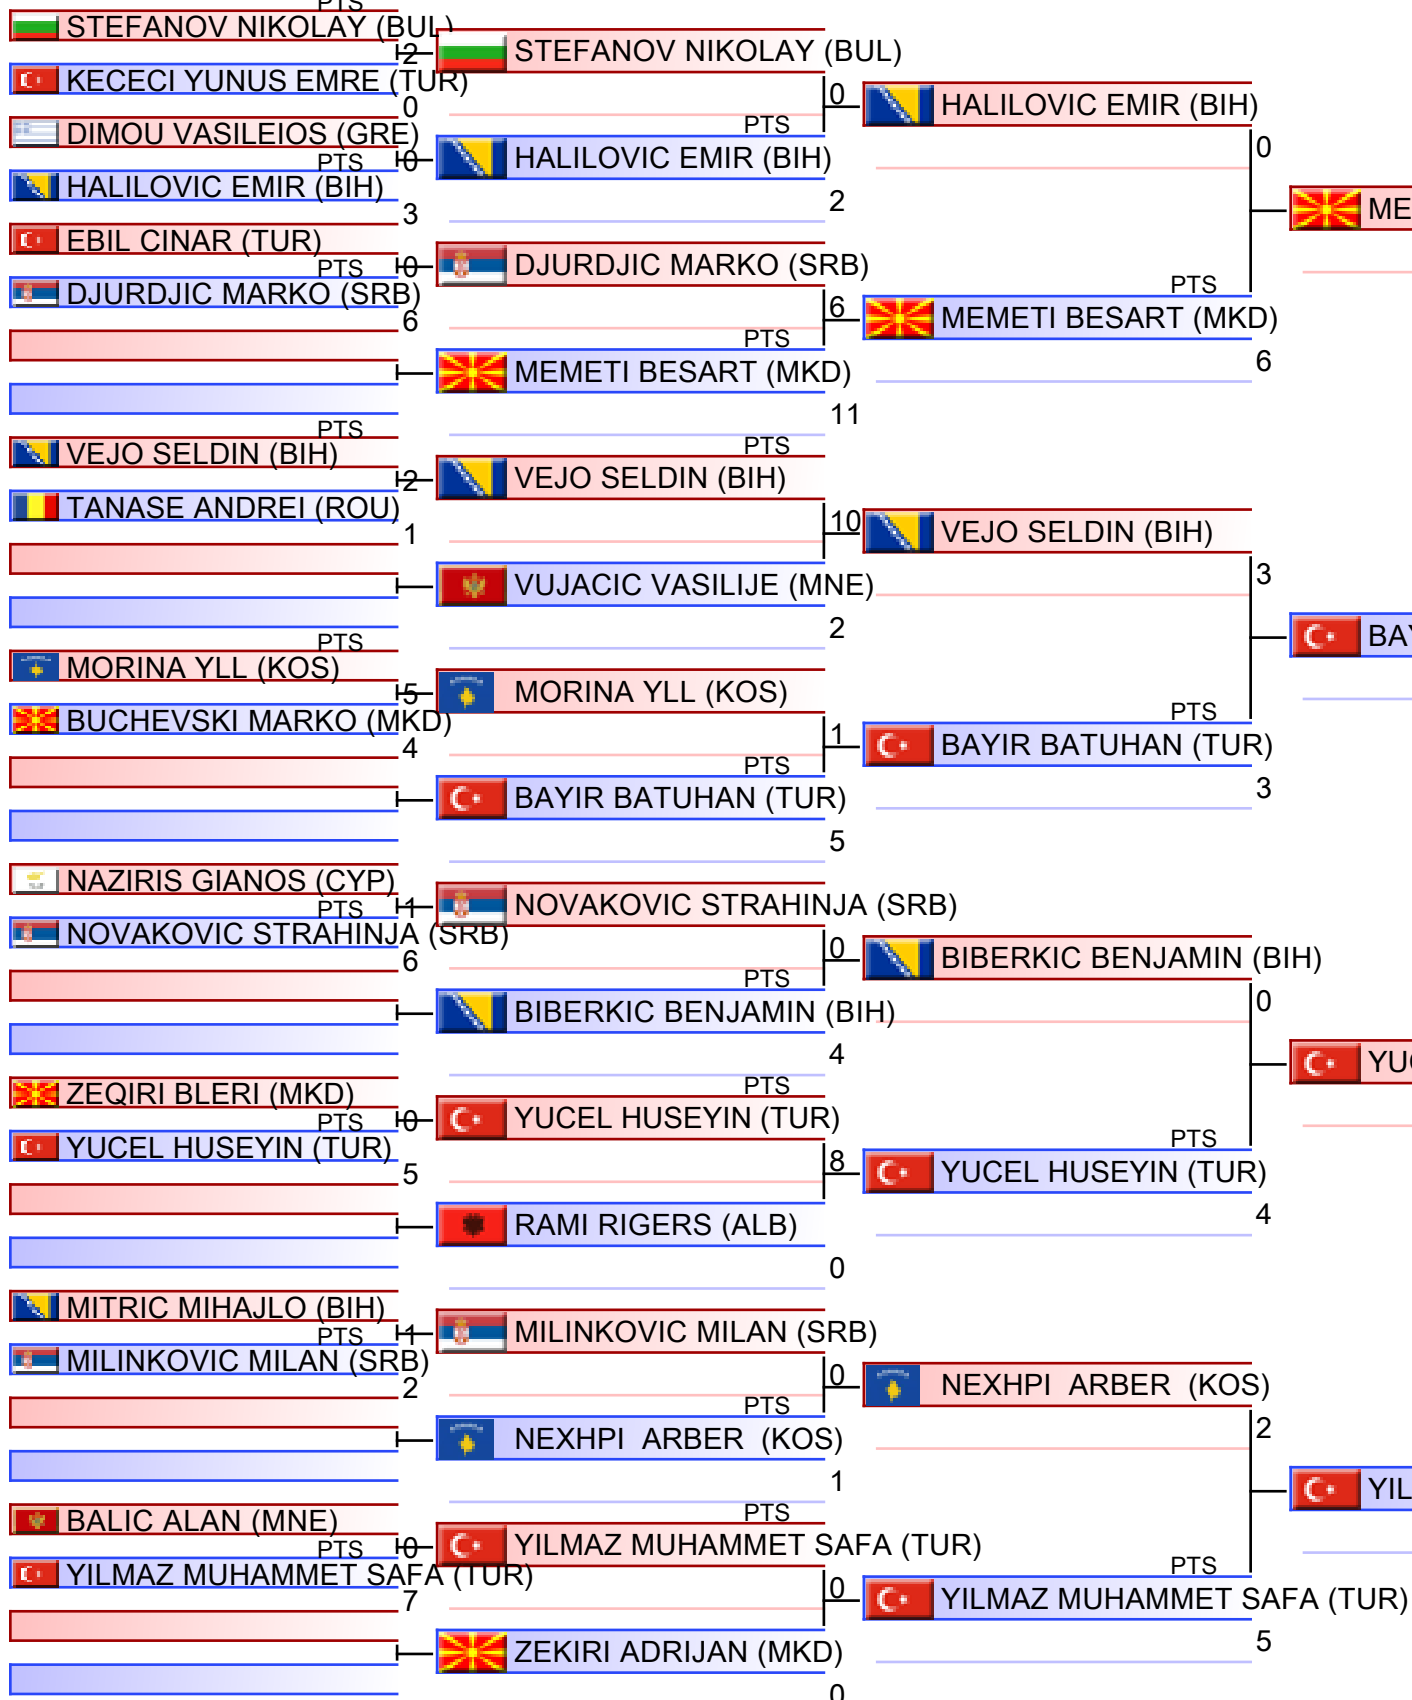 PTS
STEFANOV NIKOLAY (BUL)
2
KECECI YUNUS EMRE (TUR)
0
DIMOU VASILEIOS (GRE)
PTS
0
HALILOVIC EMIR (BIH)
3
EBIL CINAR (TUR)
PTS
0
DJURDJIC MARKO (SRB)
6
PTS
VEJO SELDIN (BIH)
2
TANASE ANDREI (ROU)
1
PTS
MORINA YLL (KOS)
5
BUCHEVSKI MARKO (MKD)
4
NAZIRIS GIANOS (CYP)
PTS
1
NOVAKOVIC STRAHINJA (SRB)
6
ZEQIRI BLERI (MKD)
PTS
0
YUCEL HUSEYIN (TUR)
5
MITRIC MIHAJLO (BIH)
PTS
1
MILINKOVIC MILAN (SRB)
2
BALIC ALAN (MNE)
PTS
0
YILMAZ MUHAMMET SAFA (TUR)
7
STEFANOV NIKOLAY (BUL)
0
PTS
HALILOVIC EMIR (BIH)
2
DJURDJIC MARKO (SRB)
6
PTS
MEMETI BESART (MKD)
11
PTS
VEJO SELDIN (BIH)
10
VUJACIC VASILIJE (MNE)
2
MORINA YLL (KOS)
1
PTS
BAYIR BATUHAN (TUR)
5
NOVAKOVIC STRAHINJA (SRB)
0
PTS
BIBERKIC BENJAMIN (BIH)
4
PTS
YUCEL HUSEYIN (TUR)
8
RAMI RIGERS (ALB)
0
MILINKOVIC MILAN (SRB)
0
PTS
NEXHPI  ARBER  (KOS)
1
PTS
YILMAZ MUHAMMET SAFA (TUR)
0
ZEKIRI ADRIJAN (MKD)
0
HALILOVIC EMIR (BIH)
0
PTS
MEMETI BESART (MKD)
6
VEJO SELDIN (BIH)
3
PTS
BAYIR BATUHAN (TUR)
3
BIBERKIC BENJAMIN (BIH)
0
PTS
YUCEL HUSEYIN (TUR)
4
NEXHPI  ARBER  (KOS)
2
PTS
YILMAZ MUHAMMET SAFA (TUR)
5
ME
BAY
YUC
YIL